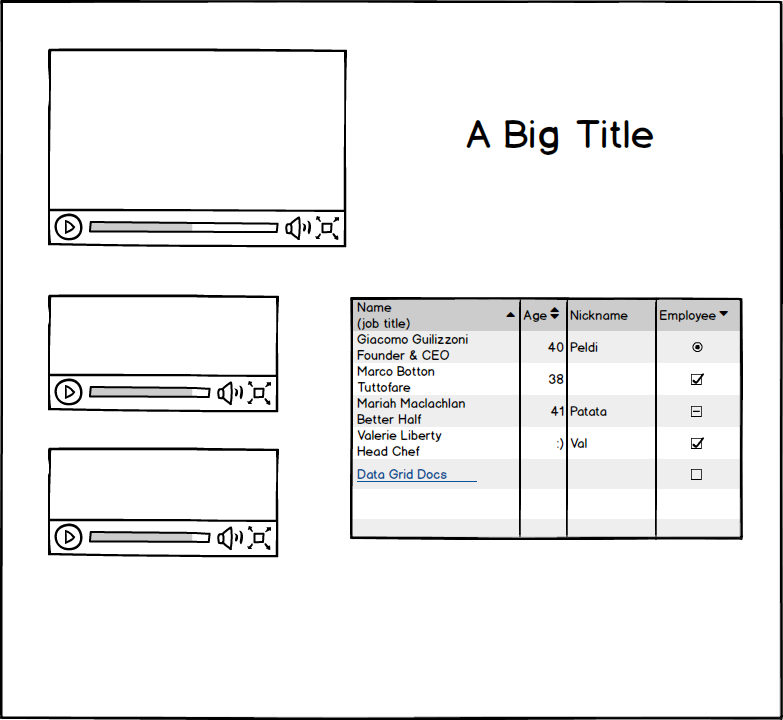 A Big Title
Name
(job title)
Age
Nickname
Employee
Giacomo Guilizzoni
Founder & CEO
40
Peldi
Marco Botton
Tuttofare
38
Mariah Maclachlan
Better Half
41
Patata
Valerie Liberty
Head Chef
:)
Val
Data Grid Docs